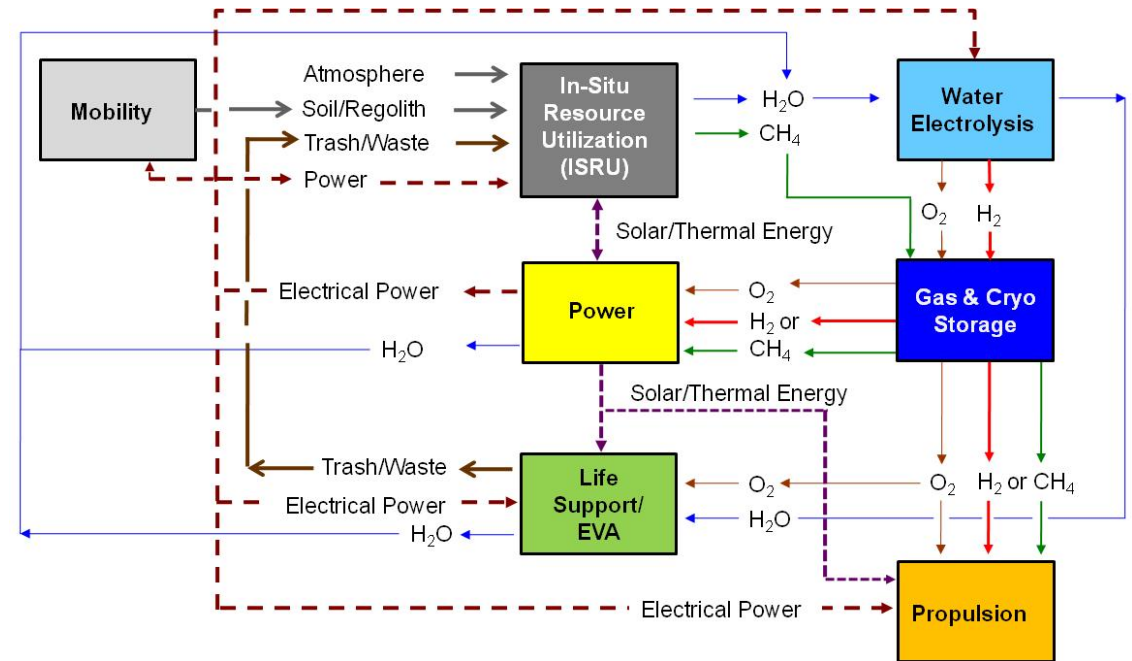 Mobility
Atmosphere
Soil/Regolith
Trash/Waste
Power
In-Situ
Resource
Utilization
(ISRU)
H₂O
CH₄
Water
Electrolysis
O₂ H₂
Solar/Thermal Energy
Electrical Power
Power
O₂
H₂ or
CH₄
Gas & Cryo
Storage
H₂O
Solar/Thermal Energy
Trash/Waste
Electrical Power
H₂O
Life
Support/
EVA
O₂
H₂O
O₂ H₂ or CH₄
Electrical Power
Propulsion